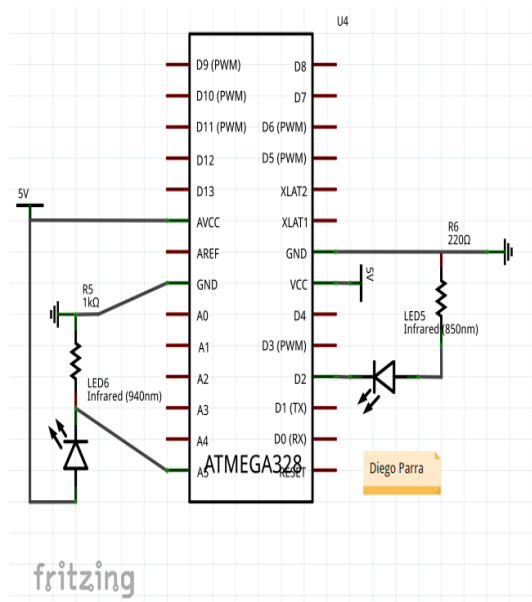 U4
D9 (PWM)
D10 (PWM)
D11 (PWM)
D12
D13
AVCC
AREF
GND
A0
A1
A2
A3
A4
A5
D8
D7
D6 (PWM)
D5 (PWM)
XLAT2
XLAT1
GND
VCC
D4
D3 (PWM)
D2
D1 (TX)
D0 (RX)
RESET
ATMEGA328
5V
R5
1kΩ
LED6
Infrared (940nm)
5V
R6
220Ω
LED5
Infrared (850nm)
Diego Parra
fritzing